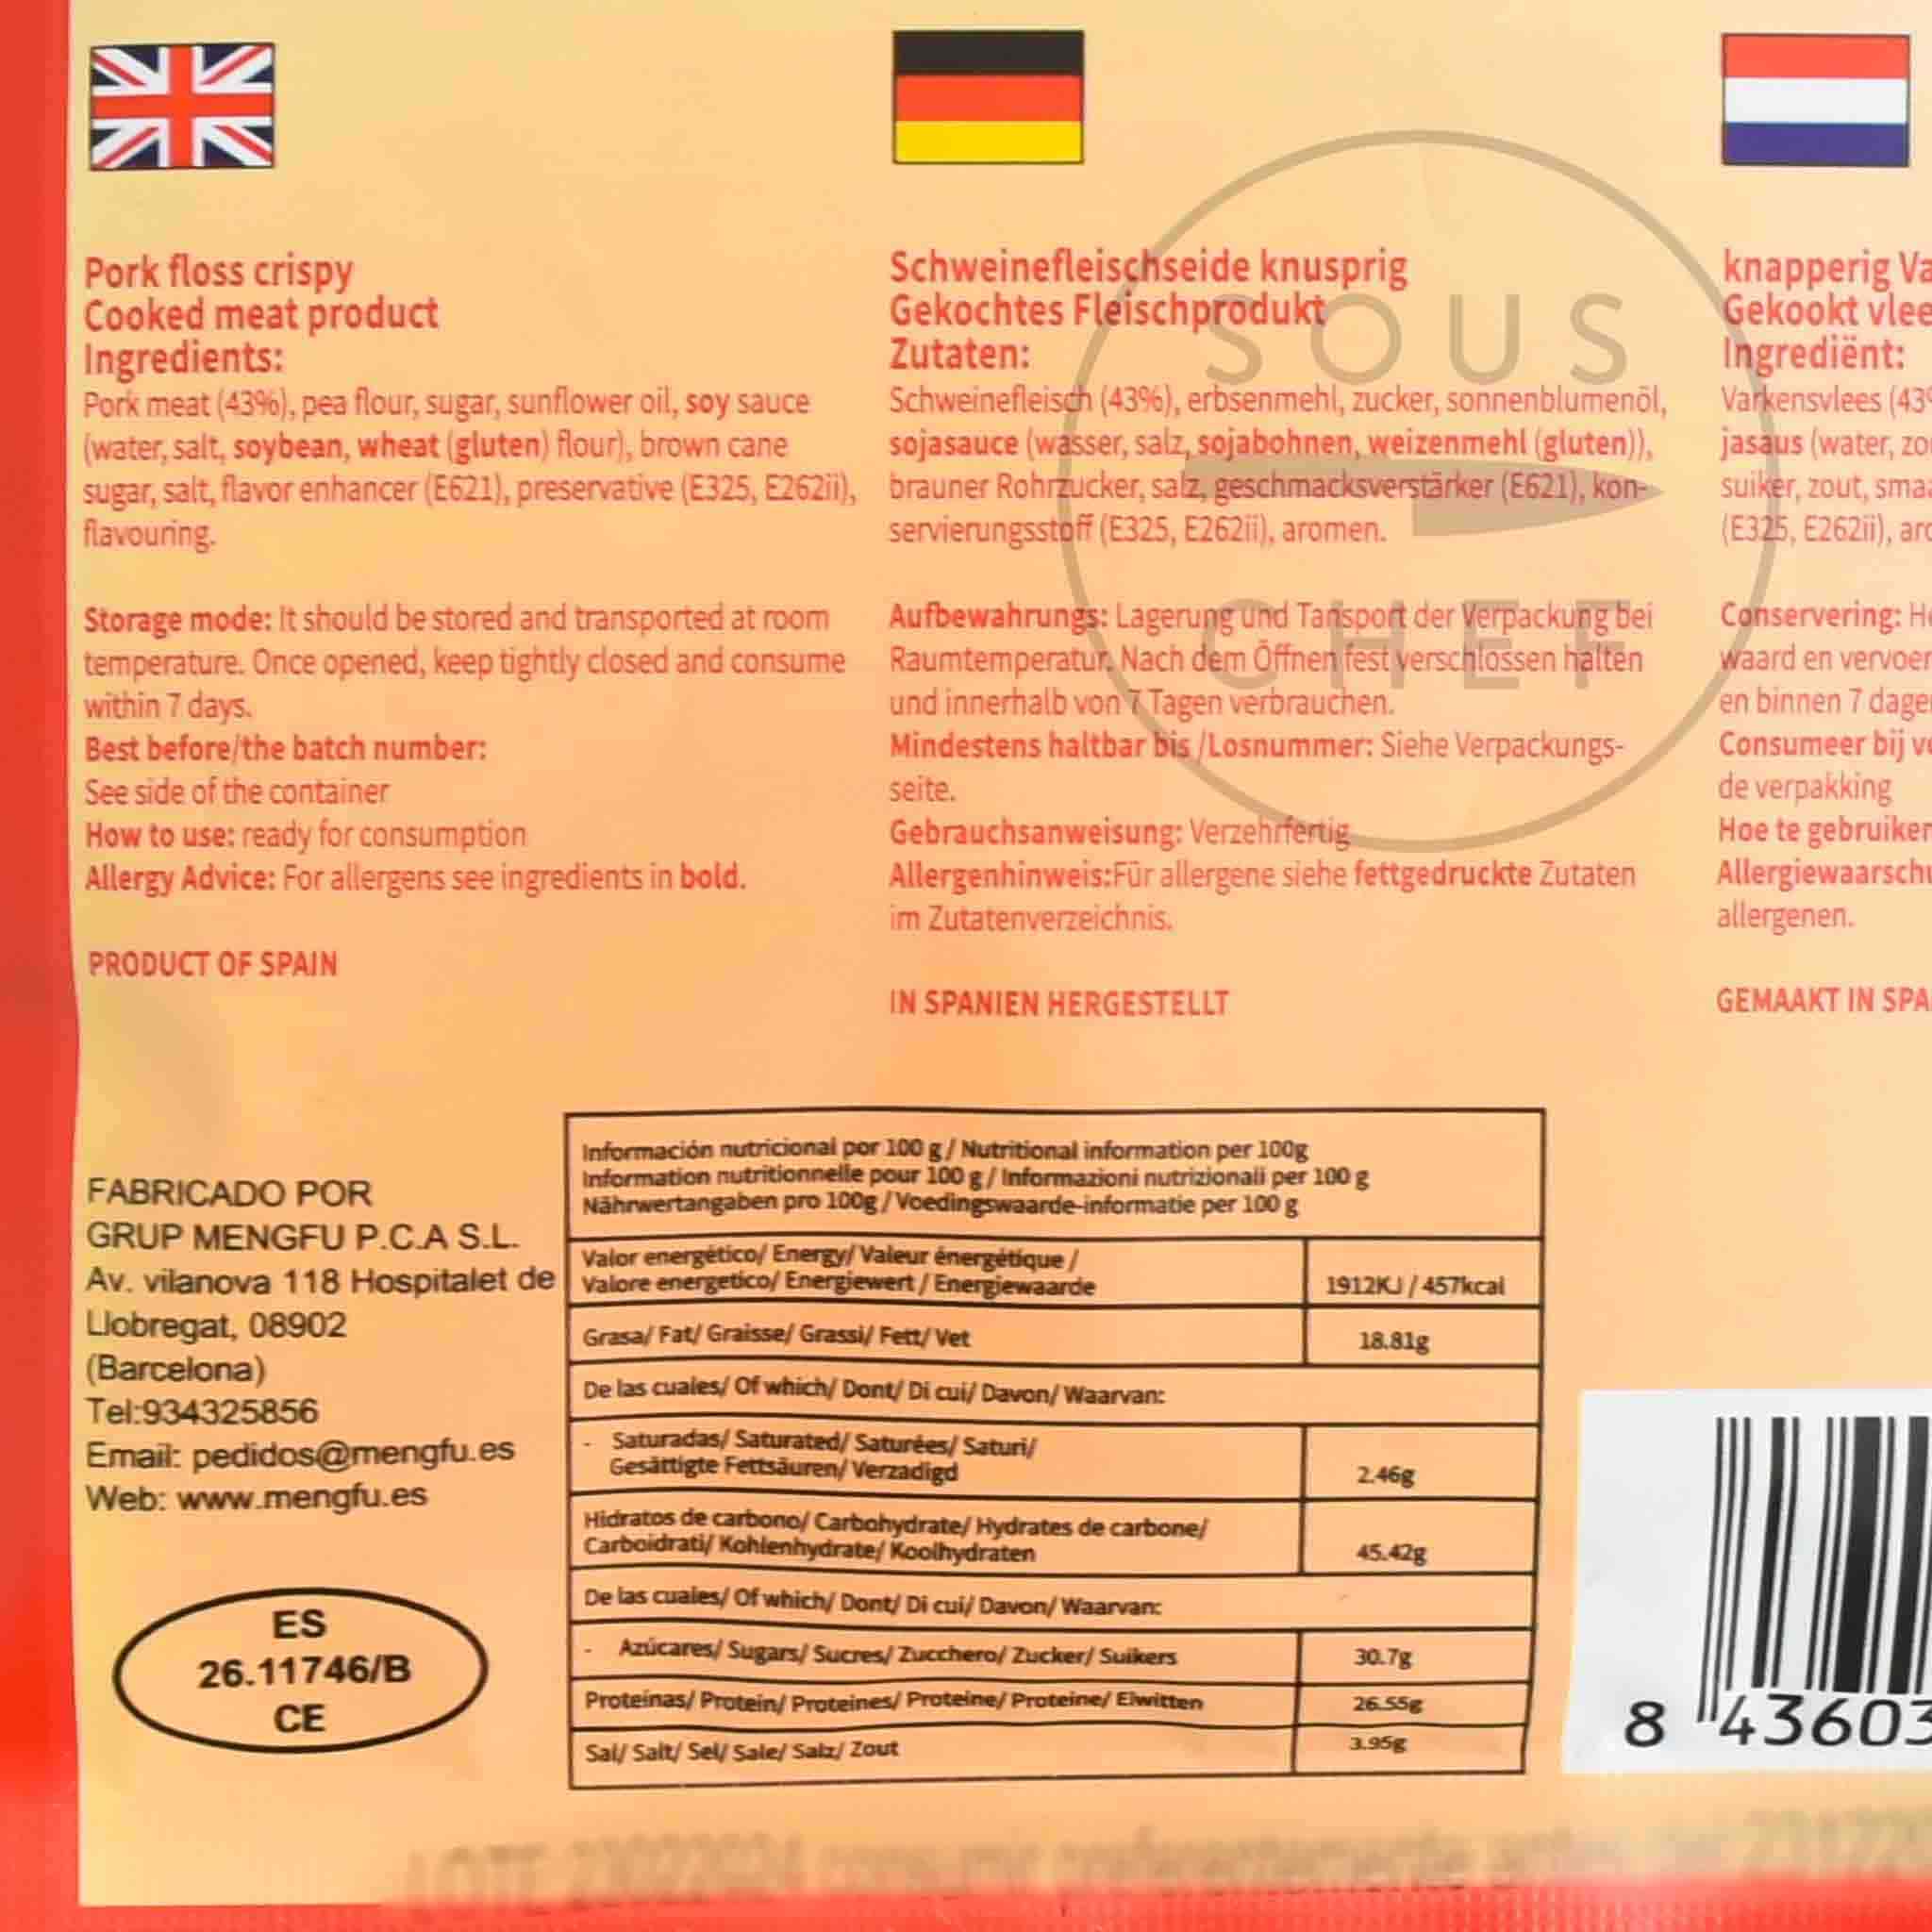 Pork floss crispy
Cooked meat product
Ingredients:
Pork meat (43%), pea flour, sugar, sunflower oil, soy sauce
(water, salt, soybean, wheat (gluten) flour), brown cane
sugar, salt, flavor enhancer (E621), preservative (E325, E262ii),
flavouring.
Storage mode: It should be stored and transported at room
temperature. Once opened, keep tightly closed and consume
within 7 days.
Best before/the batch number:
See side of the container
How to use: ready for consumption
Allergy Advice: For allergens see ingredients in bold.
PRODUCT OF SPAIN
Schweinefleischseide knusprig
Gekochtes Fleischprodukt
Zutaten:
Schweinefleisch (43%), erbsenmehl, zucker, sonnenblumenöl,
sojasauce (wasser, salz, sojabohnen, weizenmehl (gluten)),
brauner Rohrzucker, salz, geschmacksverstärker (E621), kon-
servierungsstoff (E325, E262ii), aromen.
Aufbewahrungs: Lagerung und Tansport der Verpackung bei
Raumtemperatur. Nach dem Öffnen fest verschlossen halten
und innerhalb von 7 Tagen verbrauchen.
Mindestens haltbar bis /Losnummer: Siehe Verpackungs-
seite.
Gebrauchsanweisung: Verzehrfertig
Allergenhinweis:Für allergene siehe fettgedruckte Zutaten
im Zutatenverzeichnis.
IN SPANIEN HERGESTELLT
SOUS
CHEF
knapperig
Gekookt
Ingrediënt:
Varkensvlees
jasaus (water,
suiker, zout,
(E325, E262ii),
Conservering:
waard en
en binnen 7
Consumeer bij
de verpakking
Hoe te
allergenen.
GEMAAKT IN
FABRICADO POR
GRUP MENGFU P.C.A S.L.
Av. vilanova 118 Hospitalet de
Llobregat, 08902
(Barcelona)
Tel:934325856
Email: pedidos@mengfu.es
Web: www.mengfu.es
ES
26.11746/B
CE
Información nutricional por 100 g / Nutritional information per 100g
Information nutritionnelle pour 100 g / Informazioni nutrizionali per 100 g
Nährwertangaben pro 100g / Voedingswaarde-informatie per 100 g
Valor energético/ Energy/ Valeur énergétique /
Valore energetico/ Energiewert / Energiewaarde 1912KJ / 457kcal
Grasa/ Fat/ Graisse/ Grassi/ Fett/ Vet 18.81g
De las cuales/ Of which/ Dont/ Di cui/ Davon/ Waarvan:
- Saturadas/ Saturated/ Saturées/ Saturi/
Gesättigte Fettsäuren/ Verzadigd 2.46g
Hidratos de carbono/ Carbohydrate/ Hydrates de carbone/
Carboidrati/ Kohlenhydrate/ Koolhydraten 45.42g
De las cuales/ Of which/ Dont/ Di cui/ Davon/ Waarvan:
- Azúcares/ Sugars/ Sucres/ Zucchero/ Zucker/ Suikers 30.7g
Proteínas/ Protein/ Proteines/ Proteine/ Proteine/ Eiwitten 26.55g
Sal/ Salt/ Sel/ Sale/ Salz/ Zout 3.95g
8 43603